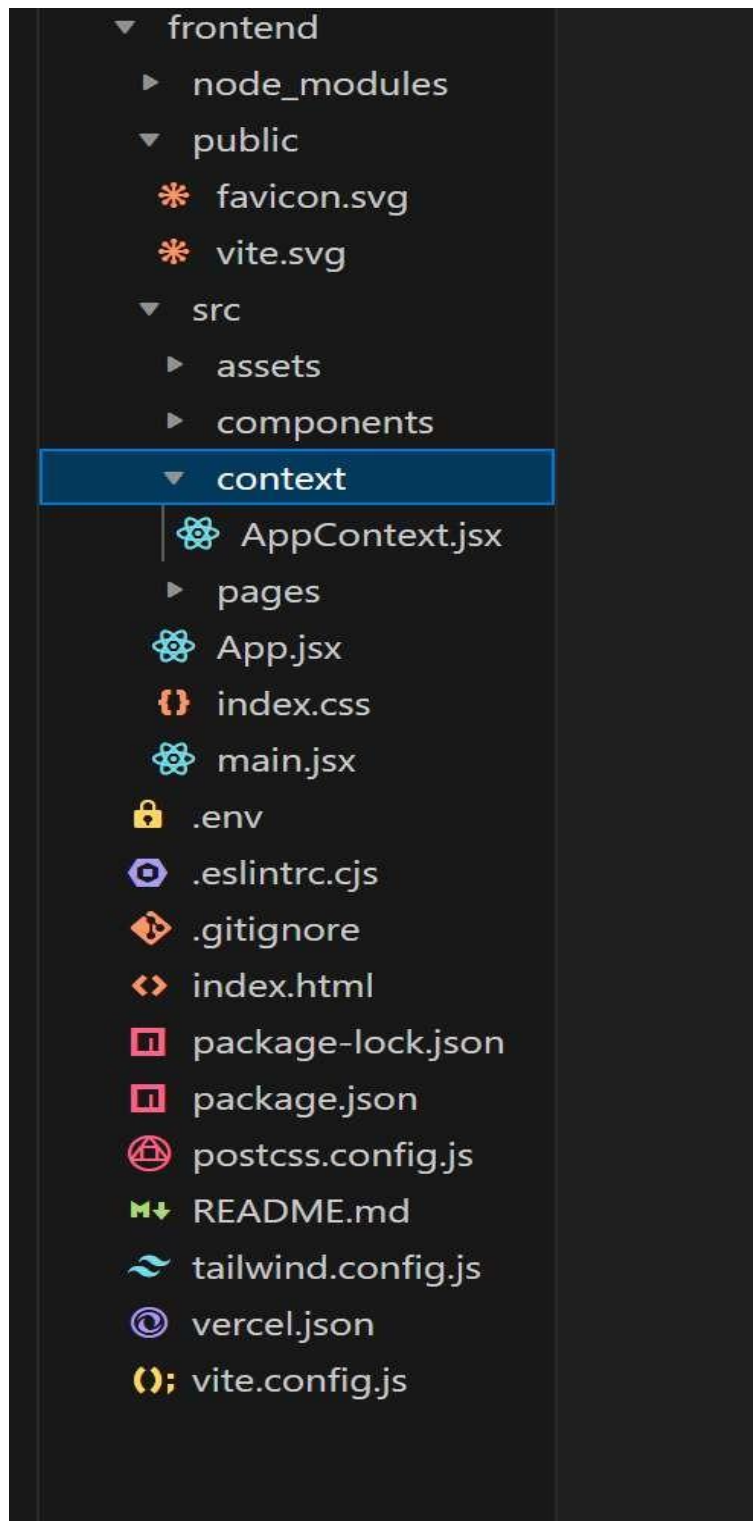 frontend
node_modules
public
favicon.svg
vite.svg
src
assets
components
context
AppContext.jsx
pages
App.jsx
index.css
main.jsx
.env
.eslintrc.cjs
.gitignore
index.html
package-lock.json
package.json
postcss.config.js
README.md
tailwind.config.js
vercel.json
vite.config.js